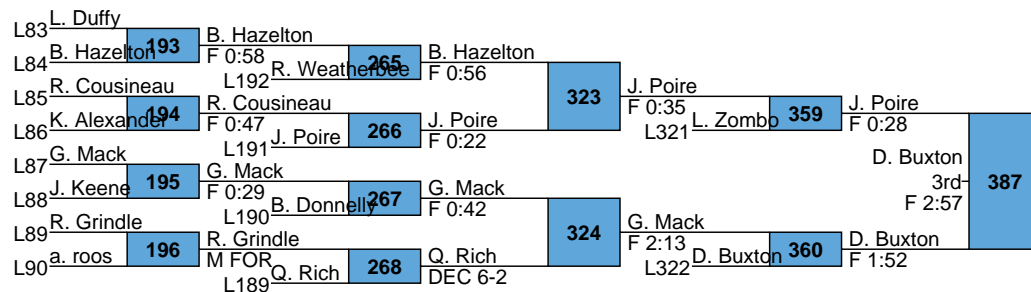 L83 L. Duffy
193
L84 B. Hazelton
B. Hazelton
F 0:58
265
L192 R. Weatherbee
B. Hazelton
F 0:56
L85 R. Cousineau
194
L86 K. Alexander
R. Cousineau
F 0:47
266
L191 J. Poire
J. Poire
F 0:22
323
J. Poire
F 0:35
359
L321 L. Zombo
J. Poire
F 0:28
L87 G. Mack
195
L88 J. Keene
G. Mack
F 0:29
267
L190 B. Donnelly
G. Mack
F 0:42
L89 R. Grindle
196
L90 a. roos
R. Grindle
M FOR
268
L189 Q. Rich
Q. Rich
DEC 6-2
324
G. Mack
F 2:13
360
L322 D. Buxton
D. Buxton
F 1:52
387
D. Buxton
3rd
F 2:57